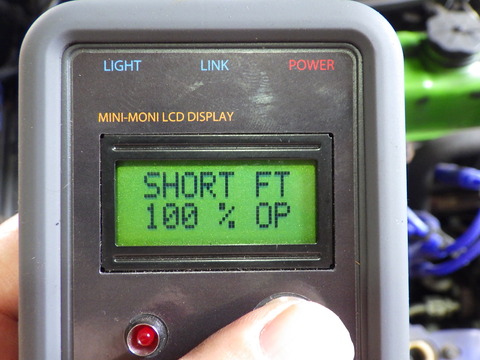 LIGHT LINK POWER
MINI-MONI LCD DISPLAY
SHORT FT
100 % OP